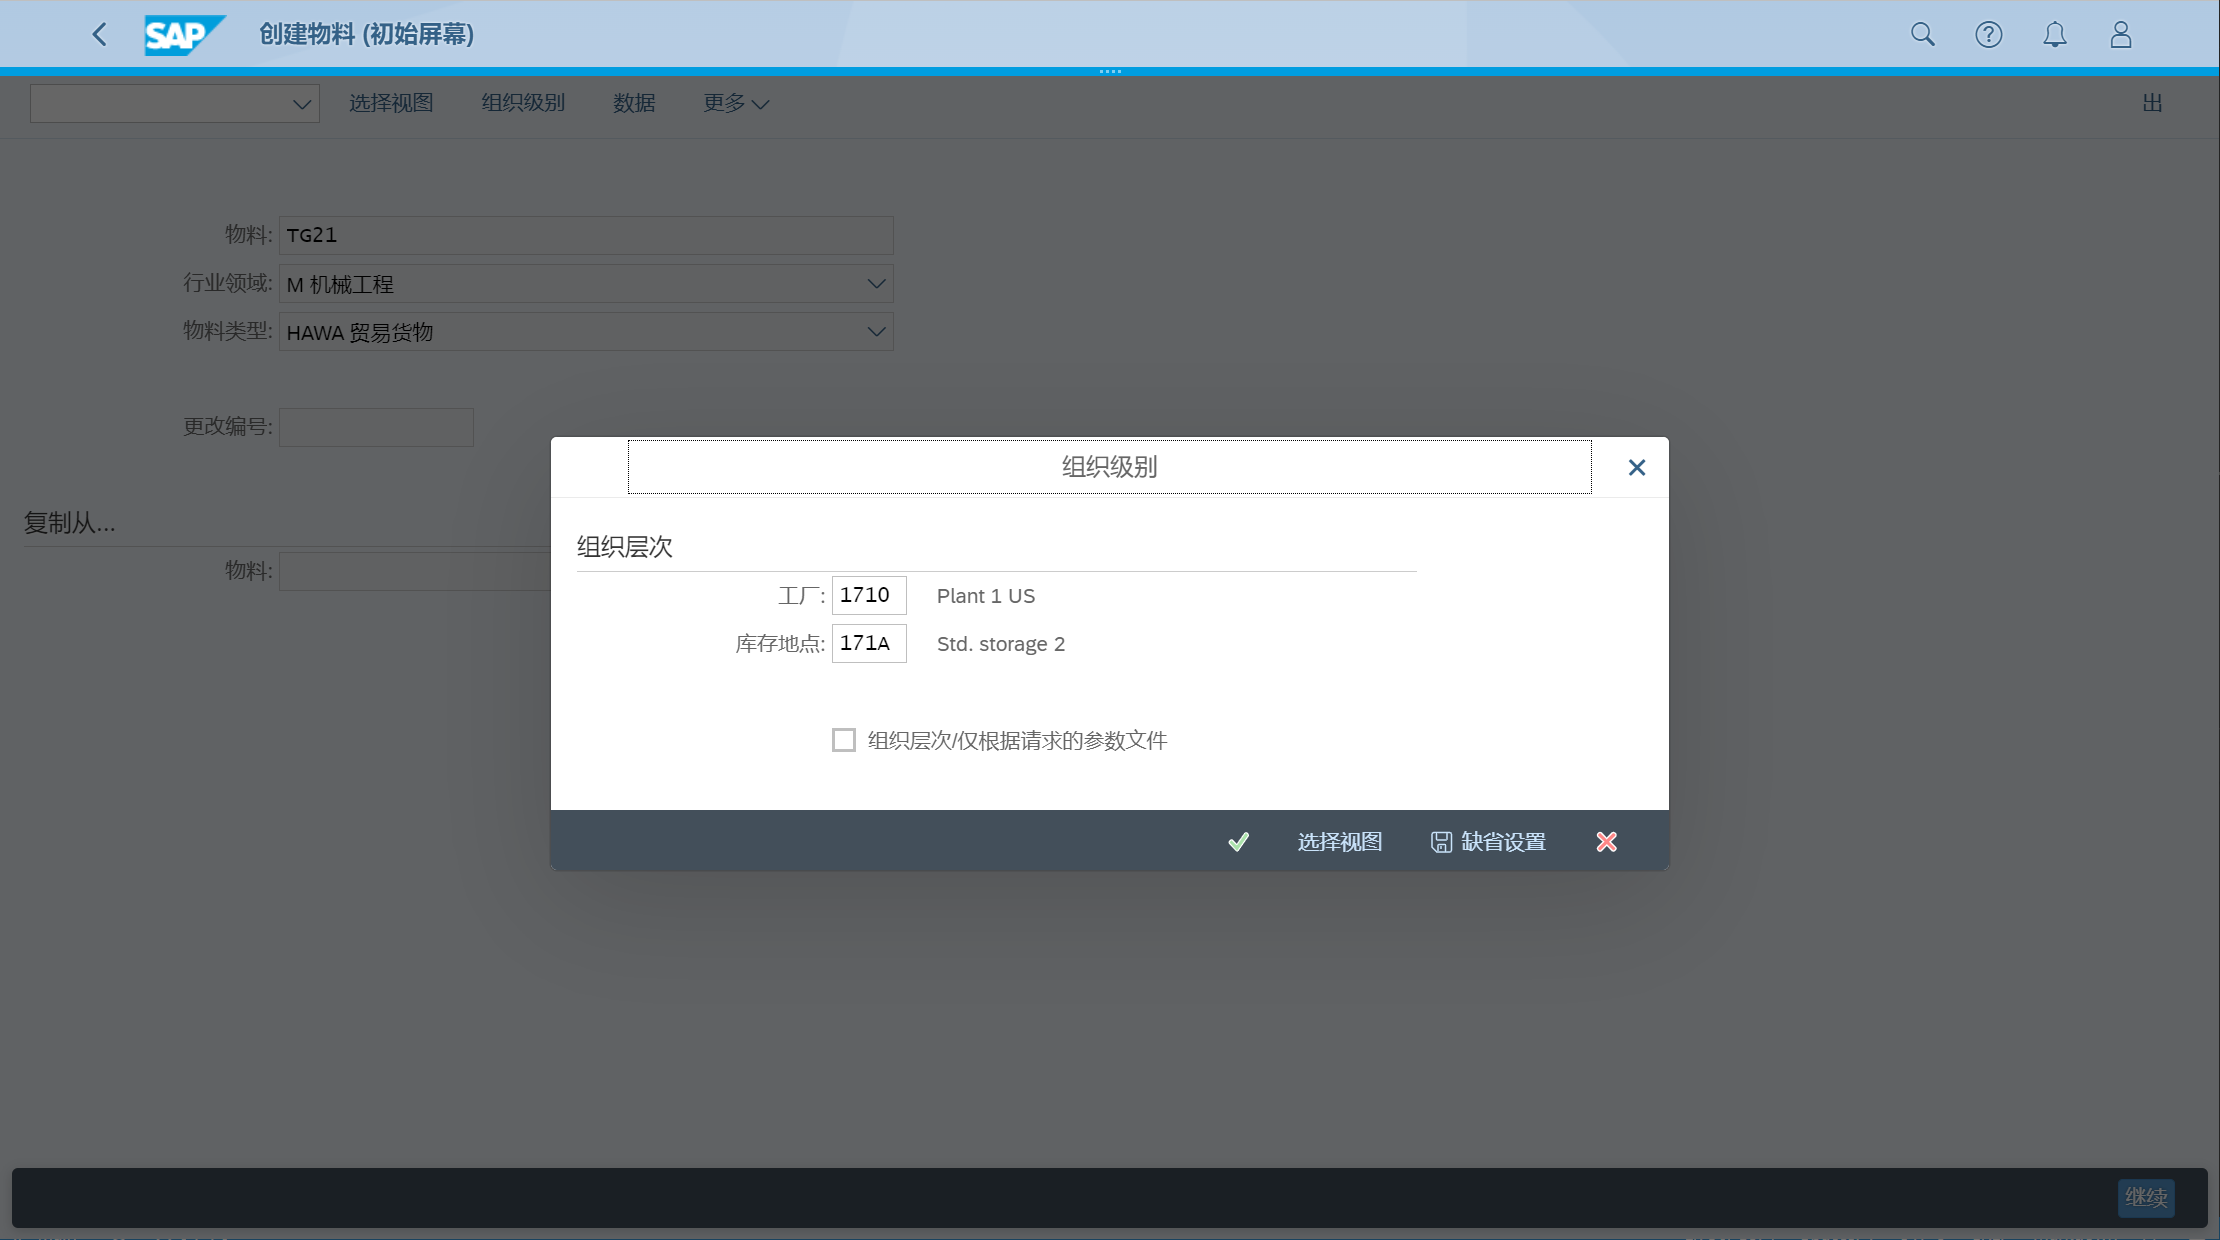 SAP 创建物料 (初始屏幕)
选择视图 组织级别 数据 更多 出
物料: TG21
行业领域: M 机械工程
物料类型: HAWA 贸易货物
更改编号:
复制从...
物料:
组织级别
组织层次
工厂: 1710 Plant 1 US
库存地点: 171A Std. storage 2
组织层次/仅根据请求的参数文件
选择视图 缺省设置
继续